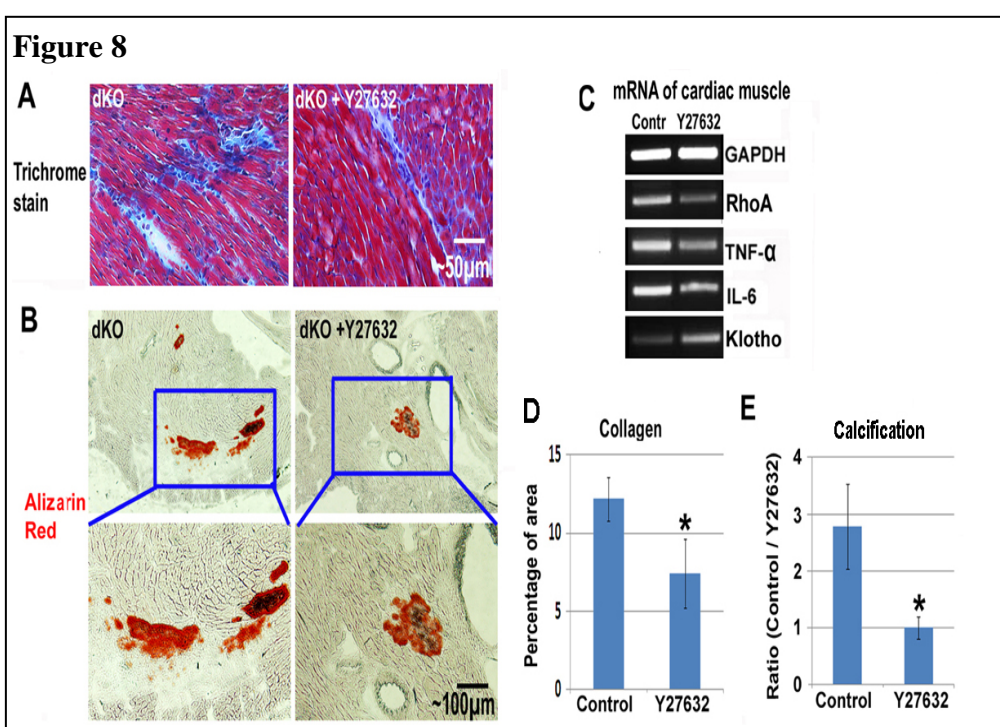 Figure 8
A
dKO
dKO + Y27632
Trichrome
stain
~50μm
B
dKO
dKO +Y27632
Alizarin
Red
~100μm
C
mRNA of cardiac muscle
Contr Y27632
GAPDH
RhoA
TNF-α
IL-6
Klotho
D
Collagen
Percentage of area
15
10
5
0
Control Y27632
*
E
Calcification
Ratio (Control / Y27632)
4
3
2
1
0
Control Y27632
*